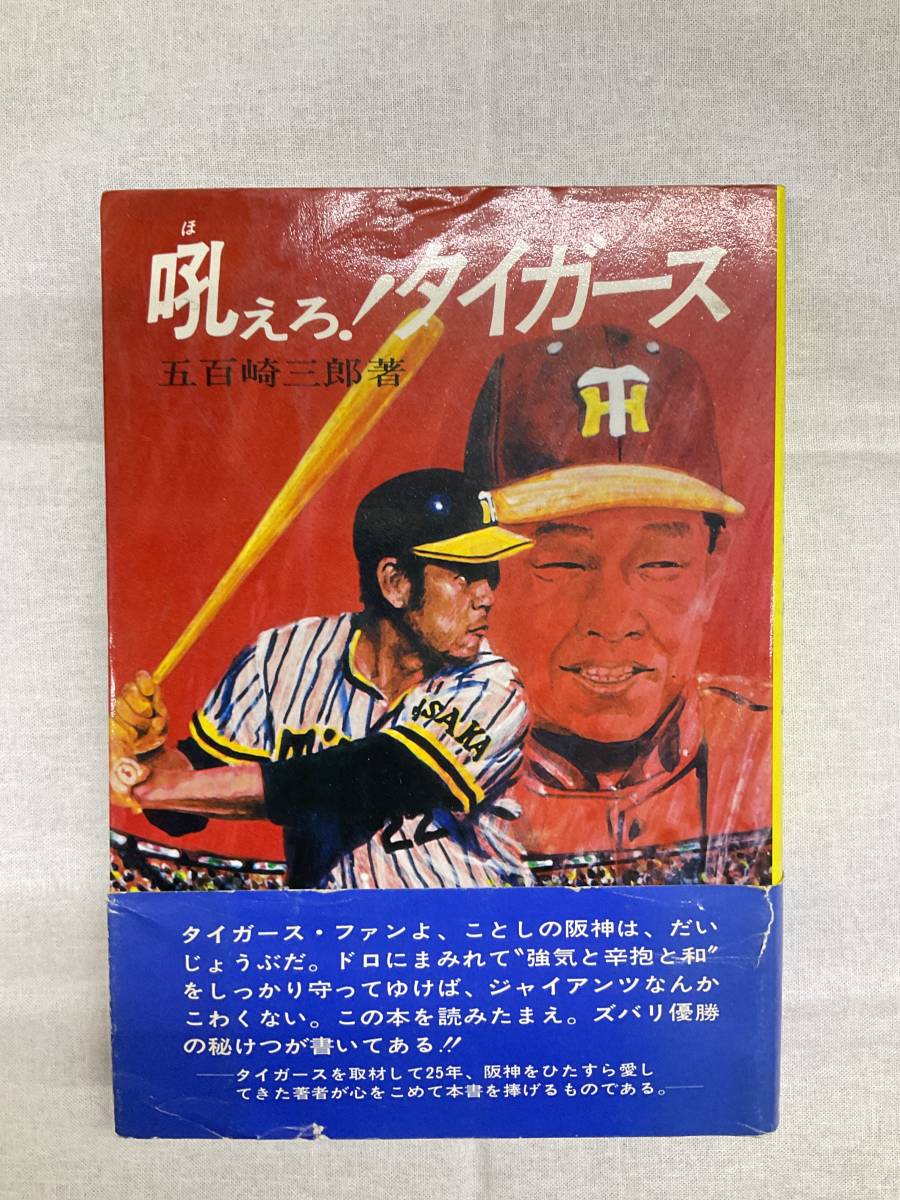 ほ
吼えろ!タイガース
五百崎三郎著
TH
T
OSAKA
22
タイガース・ファンよ、ことしの阪神は、だい
じょうぶだ。ドロにまみれて〝強気と辛抱と和〟
をしっかり守ってゆけば、ジャイアンツなんか
こわくない。この本を読みたまえ。ズバリ優勝
の秘けつが書いてある!!
――タイガースを取材して25年、阪神をひたすら愛し
てきた著者が心をこめて本書を捧げるものである。――